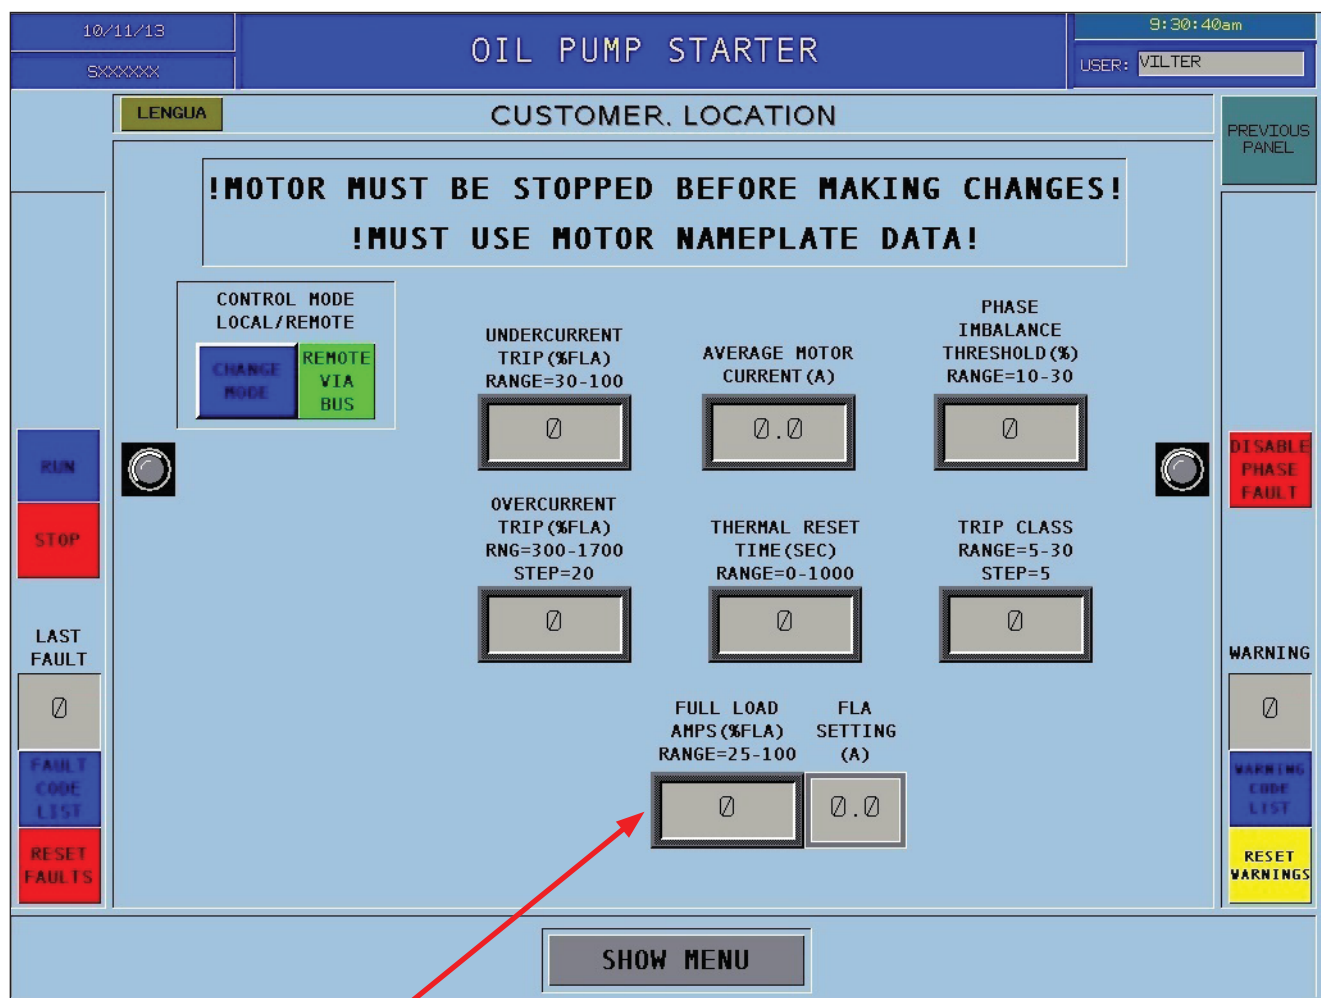 10/11/13
SXXXXXX
OIL PUMP STARTER
9:30:40am
USER: VILTER
LENGUA
CUSTOMER. LOCATION
PREVIOUS
PANEL
!MOTOR MUST BE STOPPED BEFORE MAKING CHANGES!
!MUST USE MOTOR NAMEPLATE DATA!
CONTROL MODE
LOCAL/REMOTE
CHANGE
MODE
REMOTE
VIA
BUS
UNDERCURRENT
TRIP(%FLA)
RANGE=30-100
0
AVERAGE MOTOR
CURRENT(A)
0.0
PHASE
IMBALANCE
THRESHOLD(%)
RANGE=10-30
0
RUN
STOP
DISABLE
PHASE
FAULT
OVERCURRENT
TRIP(%FLA)
RNG=300-1700
STEP=20
0
THERMAL RESET
TIME(SEC)
RANGE=0-1000
0
TRIP CLASS
RANGE=5-30
STEP=5
0
LAST
FAULT
0
FAULT
CODE
LIST
RESET
FAULTS
FULL LOAD
AMPS(%FLA)
RANGE=25-100
0
FLA
SETTING
(A)
0.0
WARNING
0
WARNING
CODE
LIST
RESET
WARNINGS
SHOW MENU